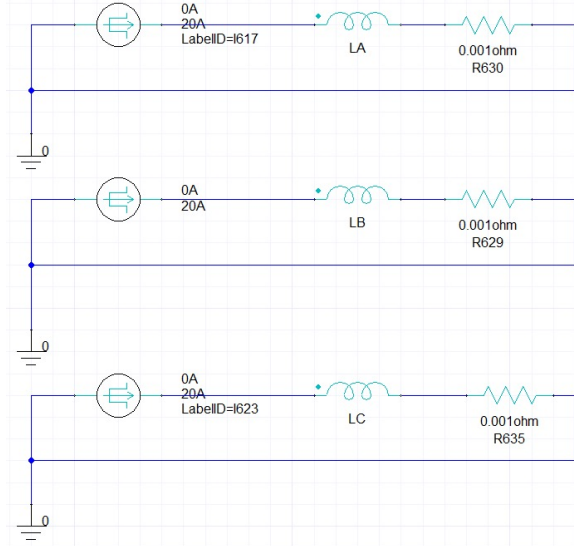 0A
20A
LabelID=I617
LA
0.001ohm
R630
0
0A
20A
LB
0.001ohm
R629
0
0A
20A
LabelID=I623
LC
0.001ohm
R635
0